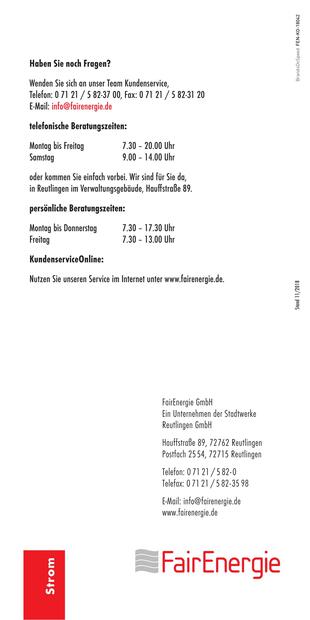 Haben Sie noch Fragen?
Wenden Sie sich an unser Team Kundenservice,
Telefon: 0 71 21 / 5 82-37 00, Fax: 0 71 21 / 5 82-31 20
E-Mail: info@fairenergie.de
telefonische Beratungszeiten:
Montag bis Freitag 7.30 – 20.00 Uhr
Samstag 9.00 – 14.00 Uhr
oder kommen Sie einfach vorbei. Wir sind für Sie da,
in Reutlingen im Verwaltungsgebäude, Hauffstraße 89.
persönliche Beratungszeiten:
Montag bis Donnerstag 7.30 – 17.30 Uhr
Freitag 7.30 – 13.00 Uhr
KundenserviceOnline:
Nutzen Sie unseren Service im Internet unter www.fairenergie.de.
FairEnergie GmbH
Ein Unternehmen der Stadtwerke
Reutlingen GmbH
Hauffstraße 89, 72762 Reutlingen
Postfach 25 54, 72715 Reutlingen
Telefon: 0 71 21 / 5 82-0
Telefax: 0 71 21 / 5 82-35 98
E-Mail: info@fairenergie.de
www.fairenergie.de
Strom
FairEnergie
BrandsOnSpeed FEN-KO-18062
Stand 11/2018